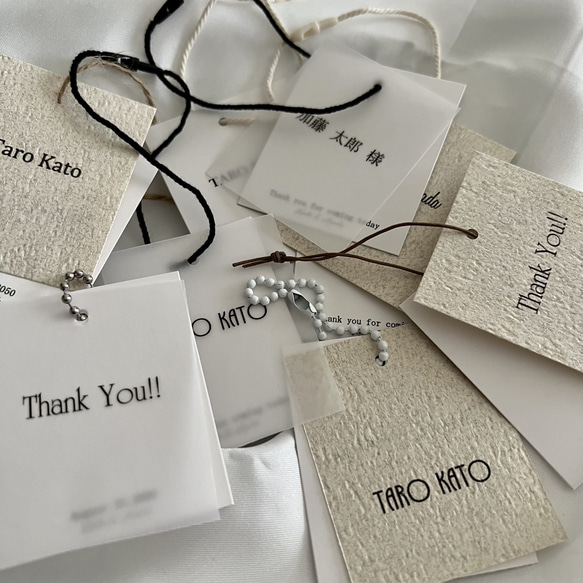 Taro Kato
加藤 太郎 様
Thank you for coming today
TARO
Thank You!!
O KATO
ank you for com
Thank You!!
TARO KATO